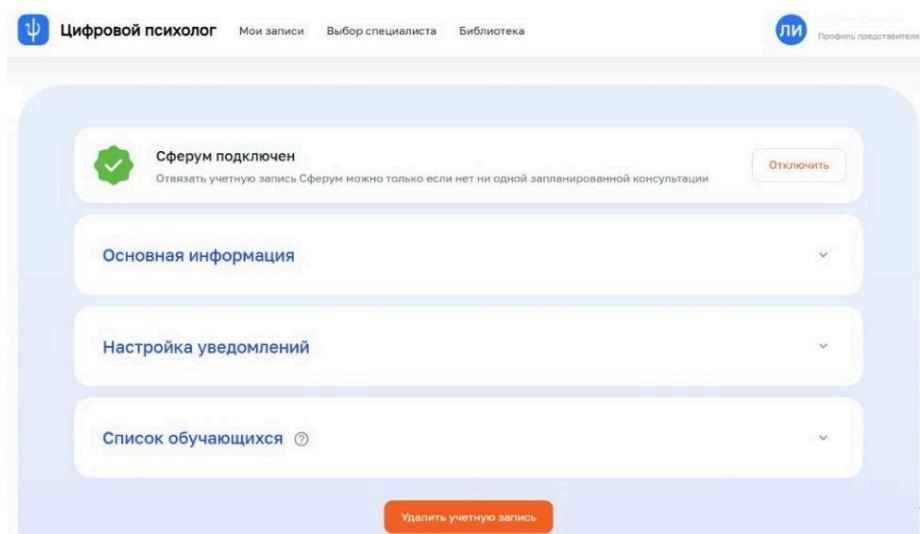 Цифровой психолог Мои записи Выбор специалиста Библиотека
ЛИ Профиль представителя
Сферум подключен
Отвязать учетную запись Сферум можно только если нет ни одной запланированной консультации
Отключить
Основная информация
Настройка уведомлений
Список обучающихся
Удалить учетную запись